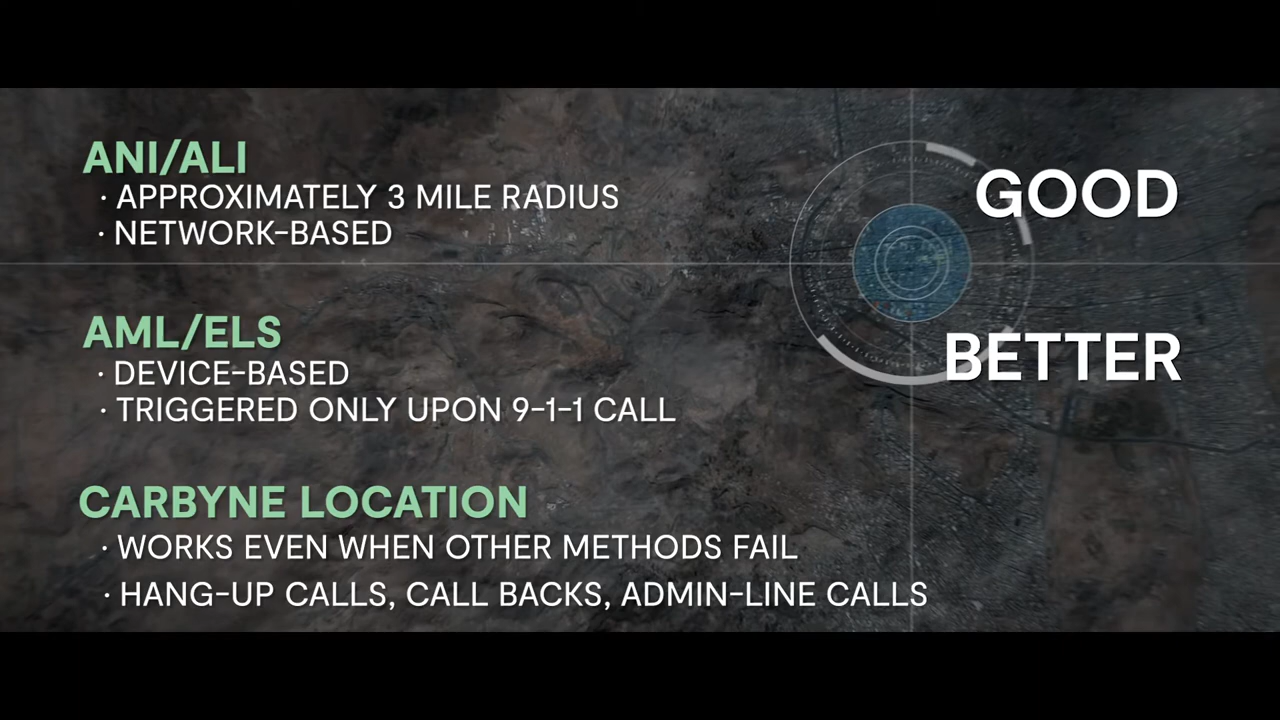 ANI/ALI
· APPROXIMATELY 3 MILE RADIUS
· NETWORK-BASED
GOOD
AML/ELS
· DEVICE-BASED
· TRIGGERED ONLY UPON 9-1-1 CALL
BETTER
CARBYNE LOCATION
· WORKS EVEN WHEN OTHER METHODS FAIL
· HANG-UP CALLS, CALL BACKS, ADMIN-LINE CALLS